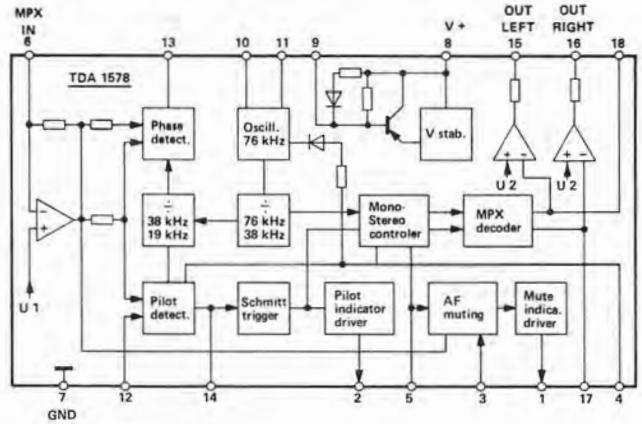 MPX
IN
OUT
LEFT
OUT
RIGHT
V +
6
13
10
11
9
8
15
16
18
TDA 1578
Phase
detect.
Oscill.
76 kHz
V stab.
+
-
+
-
U 2
U 2
÷
38 kHz
19 kHz
÷
76 kHz
38 kHz
Mono-
Stereo
controler
MPX
decoder
-
+
U 1
Pilot
detect.
Schmitt
trigger
Pilot
indicator
driver
AF
muting
Mute
indica.
driver
7
12
14
2
5
3
1
17
4
GND